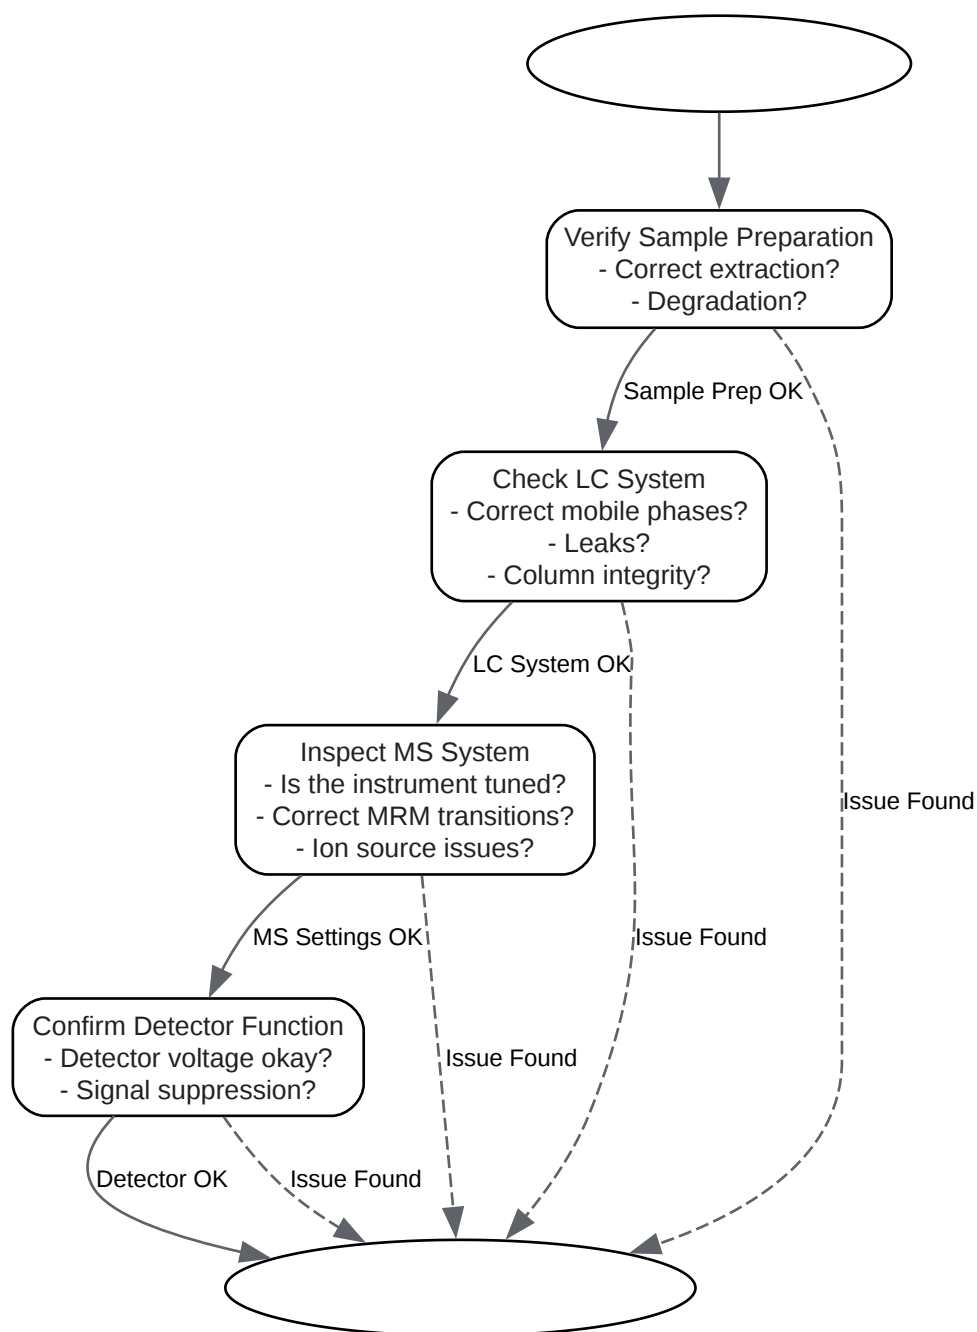 Verify Sample Preparation
- Correct extraction?
- Degradation?
Sample Prep OK
Check LC System
- Correct mobile phases?
- Leaks?
- Column integrity?
LC System OK
Inspect MS System
- Is the instrument tuned?
- Correct MRM transitions?
- Ion source issues?
Issue Found
MS Settings OK
Issue Found
Confirm Detector Function
- Detector voltage okay?
- Signal suppression?
Issue Found
Detector OK
Issue Found